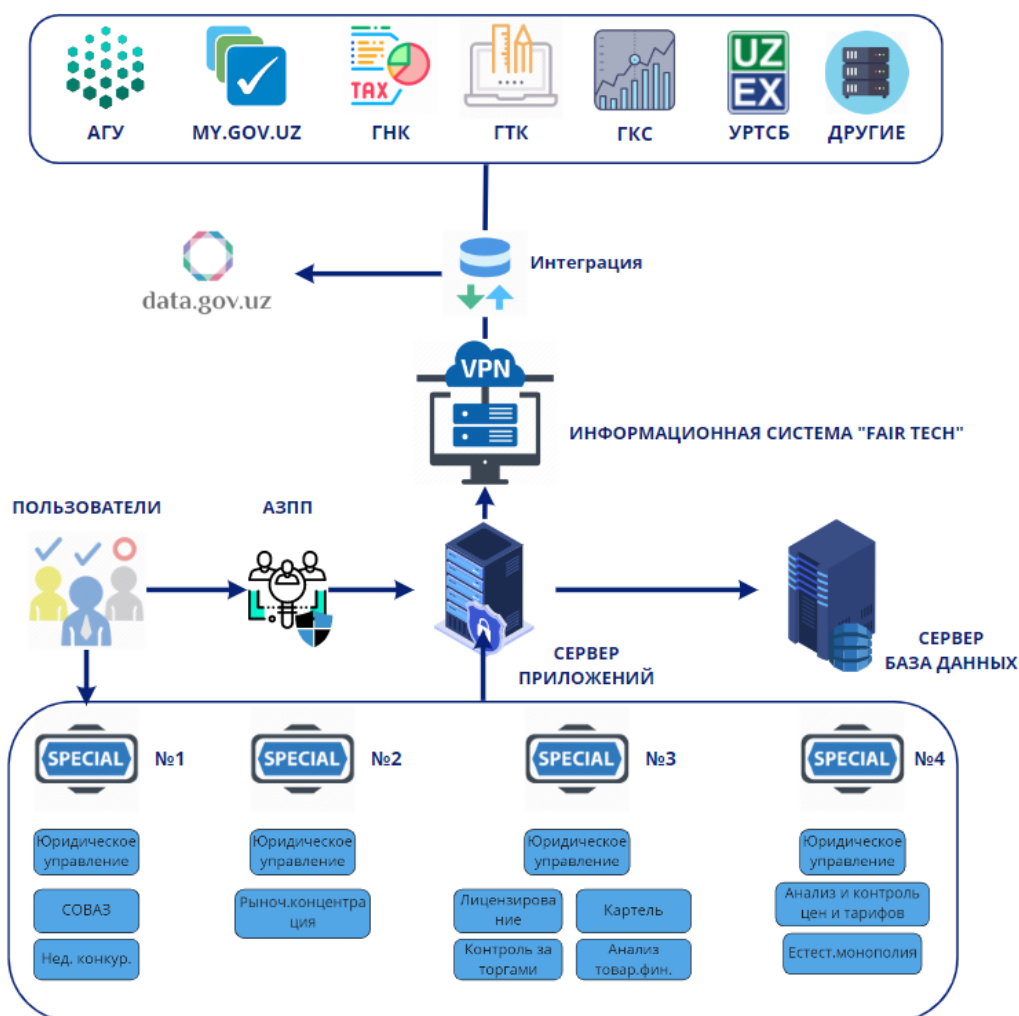 TAX
UZ
EX
АГУ
MY.GOV.UZ
ГНК
ГТК
ГКС
УРТСБ
ДРУГИЕ
Интеграция
data.gov.uz
VPN
ИНФОРМАЦИОННАЯ СИСТЕМА "FAIR TECH"
ПОЛЬЗОВАТЕЛИ
АЗПП
СЕРВЕР
ПРИЛОЖЕНИЙ
СЕРВЕР
БАЗА ДАННЫХ
SPECIAL
№1
SPECIAL
№2
SPECIAL
№3
SPECIAL
№4
Юридическое
управление
СОВАЗ
Нед. конкур.
Юридическое
управление
Рыноч.концентра
ция
Юридическое
управление
Лицензирова
ние
Картель
Контроль за
торгами
Анализ
товар.фин.
Юридическое
управление
Анализ и контроль
цен и тарифов
Естест.монополия